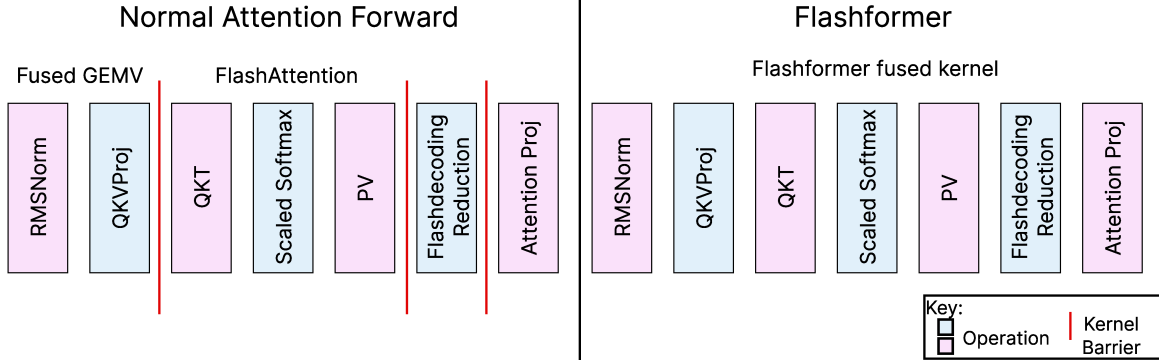 Normal Attention Forward
Fused GEMV
FlashAttention
RMSNorm
QKVProj
QKT
Scaled Softmax
PV
Flashdecoding
Reduction
Attention Proj
Flashformer
Flashformer fused kernel
RMSNorm
QKVProj
QKT
Scaled Softmax
PV
Flashdecoding
Reduction
Attention Proj
Key:
Operation
Kernel
Barrier